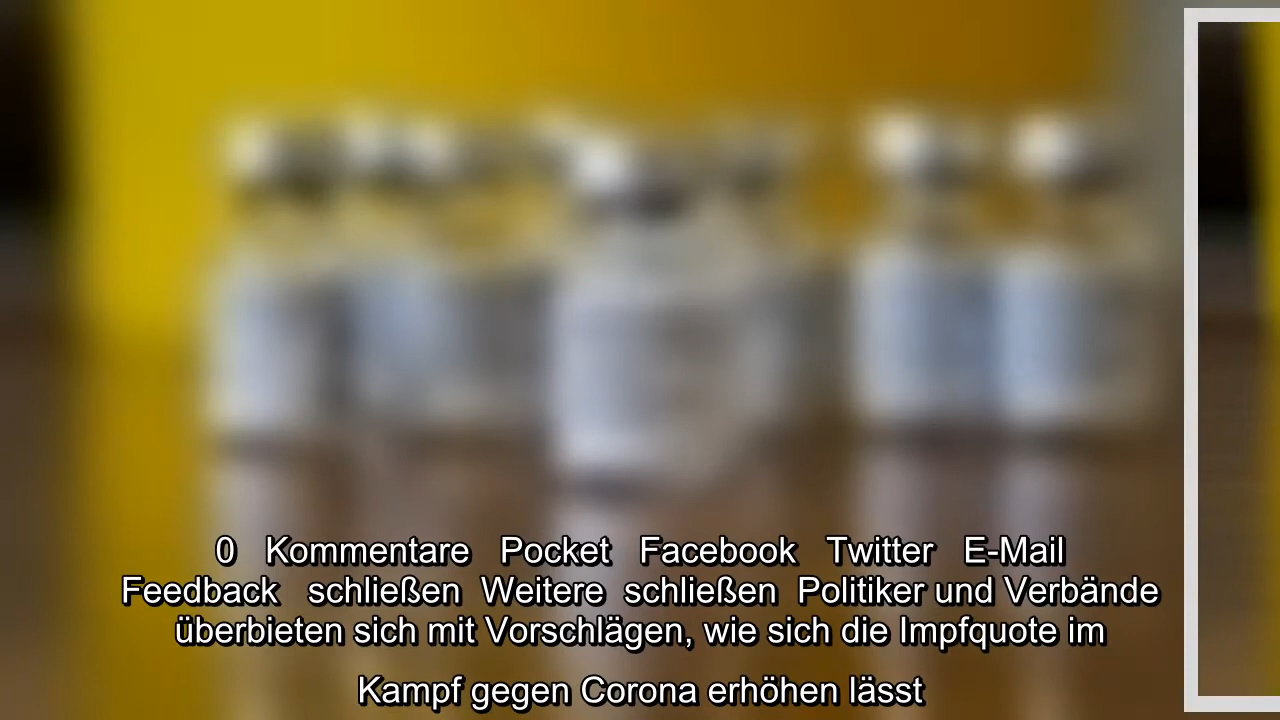 0 Kommentare Pocket Facebook Twitter E-Mail
Feedback schließen Weitere schließen Politiker und Verbände
überbieten sich mit Vorschlägen, wie sich die Impfquote im
Kampf gegen Corona erhöhen lässt